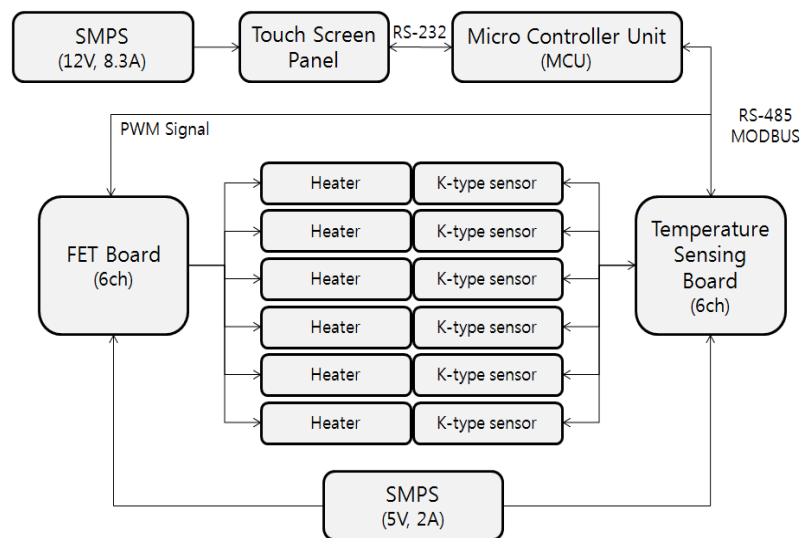 SMPS
(12V, 8.3A)
Touch Screen
Panel
RS-232
Micro Controller Unit
(MCU)
PWM Signal
RS-485
MODBUS
Heater
K-type sensor
Heater
K-type sensor
Heater
K-type sensor
Heater
K-type sensor
Heater
K-type sensor
Heater
K-type sensor
FET Board
(6ch)
Temperature
Sensing
Board
(6ch)
SMPS
(5V, 2A)